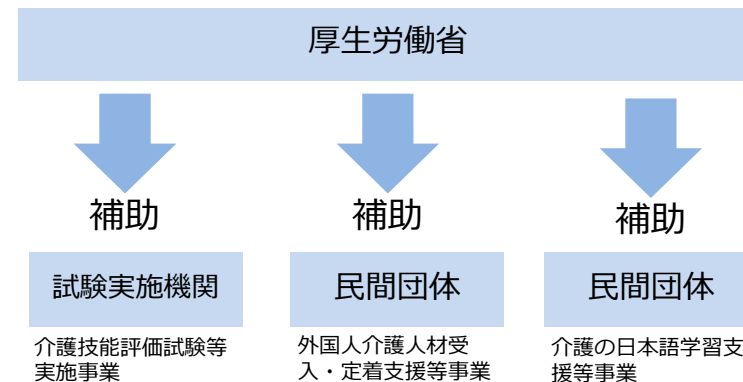 厚生労働省
補助
補助
補助
試験実施機関
民間団体
民間団体
介護技能評価試験等
実施事業
外国人介護人材受
入・定着支援等事業
介護の日本語学習支
援等事業